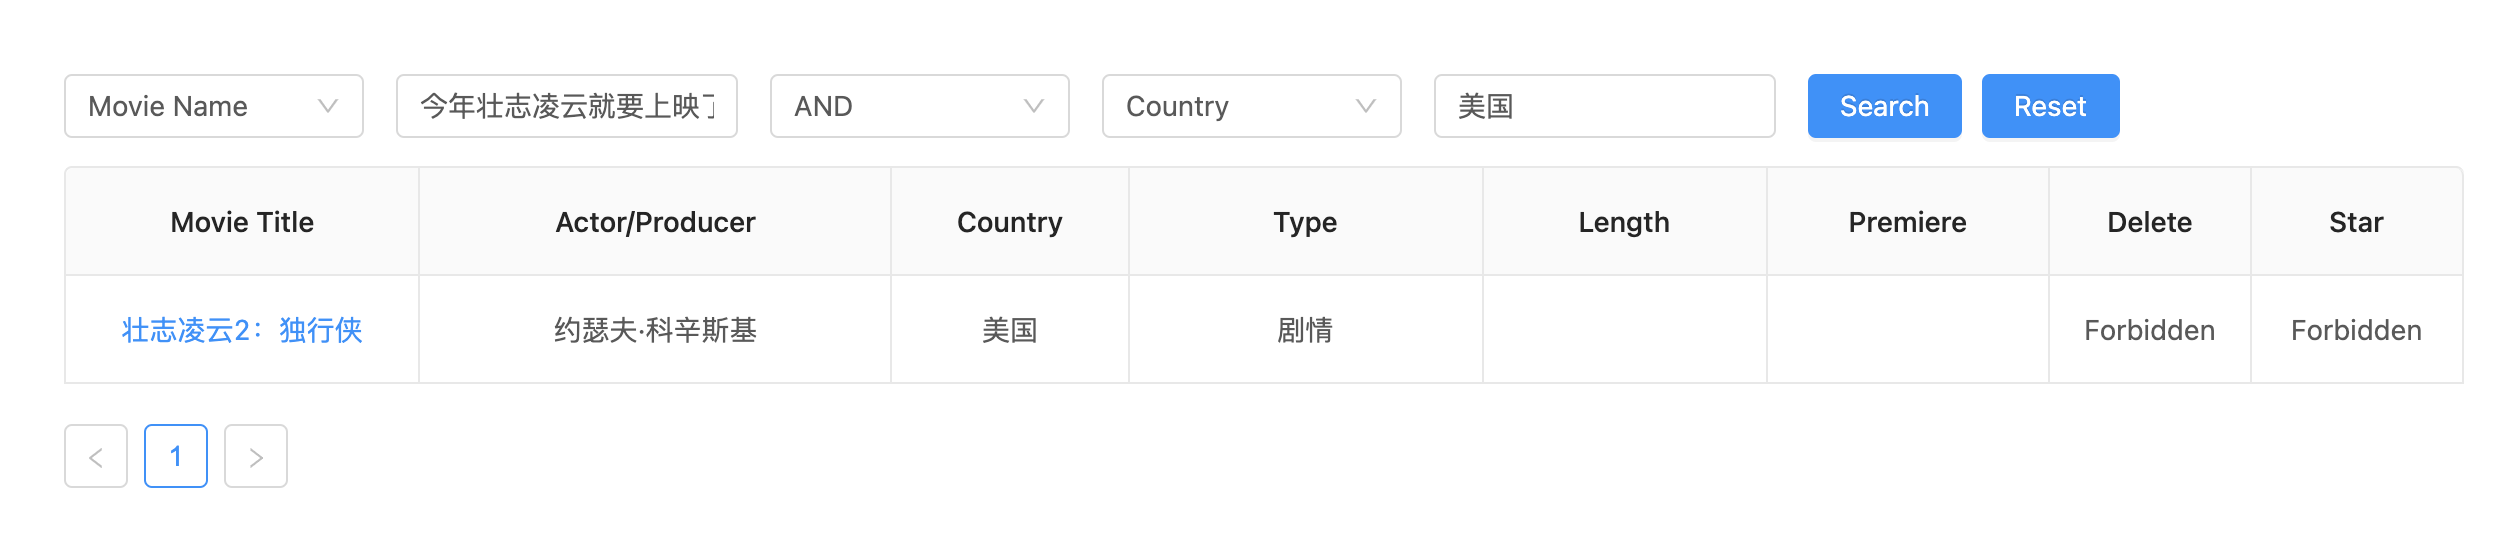 Movie Name 今年壮志凌云就要上映 AND Country 美国 Search Reset
Movie Title Actor/Producer Country Type Length Premiere Delete Star
壮志凌云2：独行侠 约瑟夫·科辛斯基 美国 剧情 Forbidden Forbidden
< 1 >